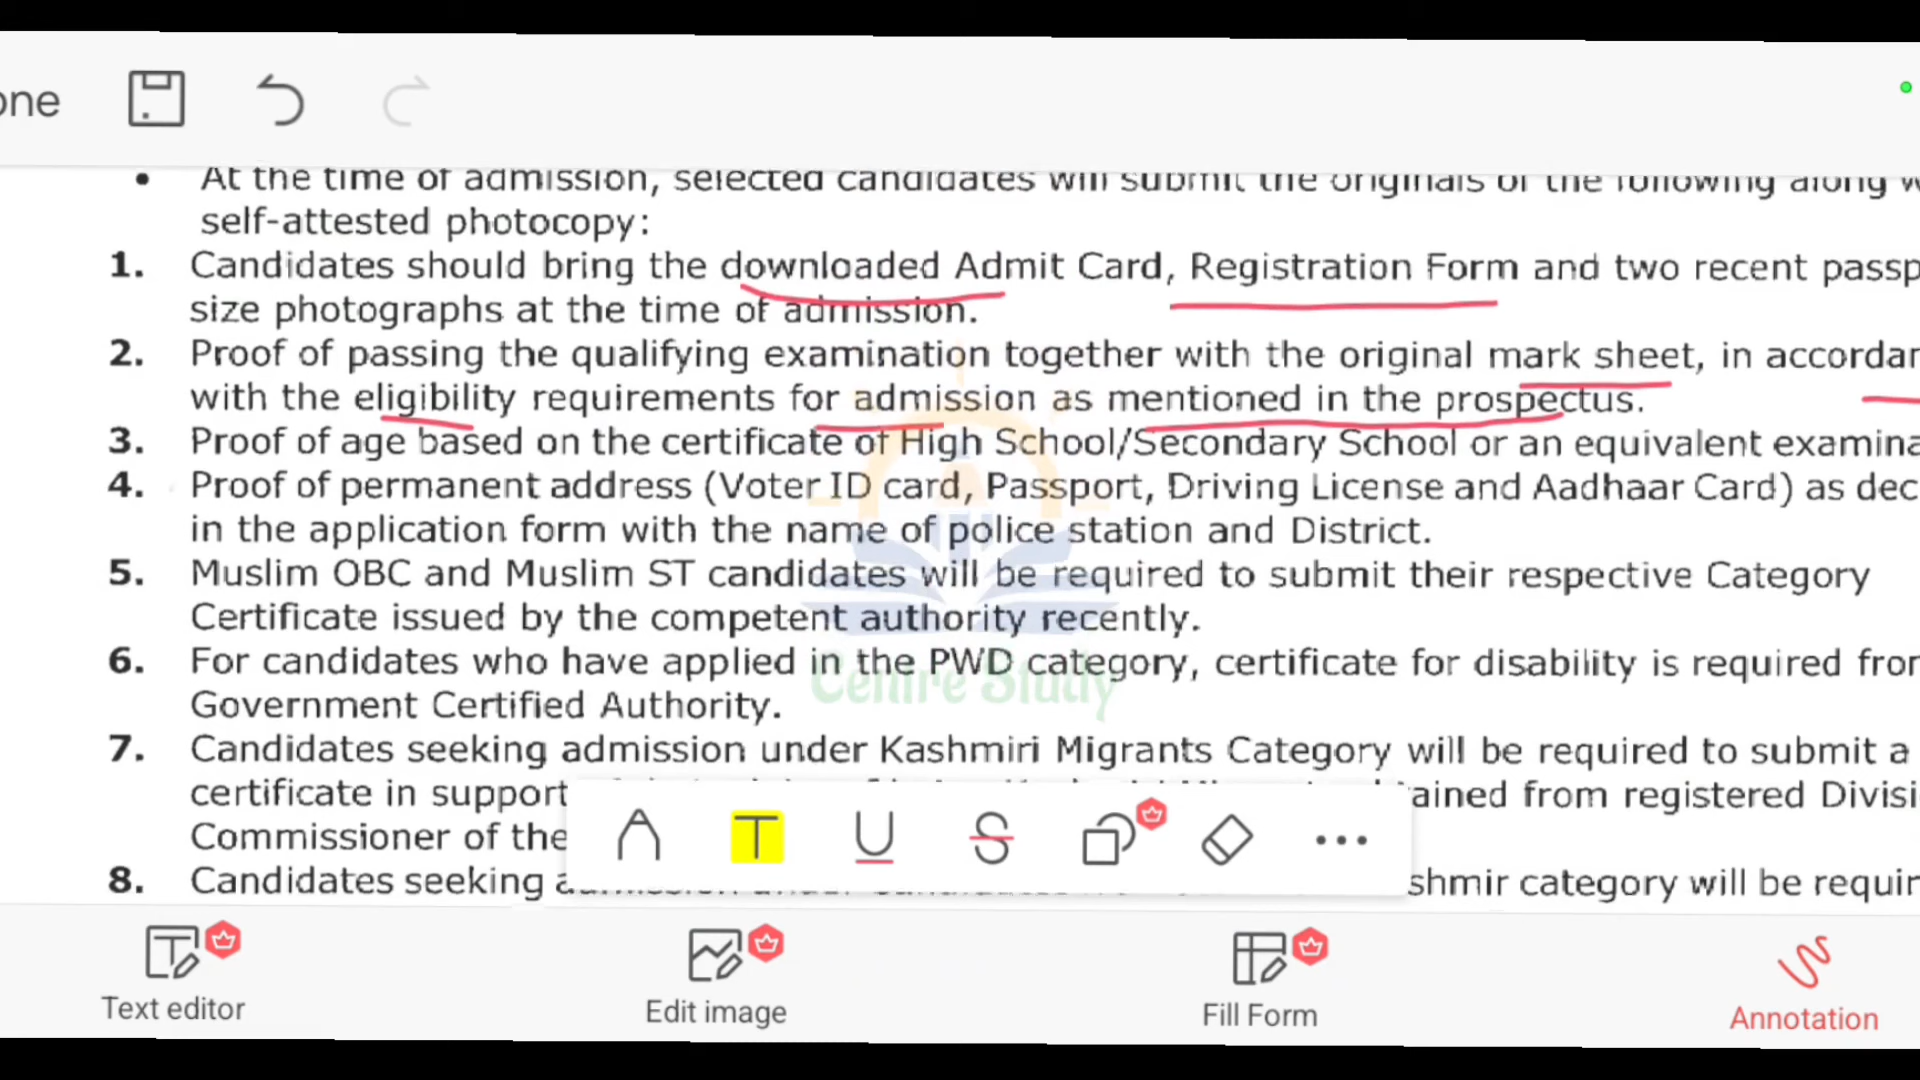 one
• At the time of admission, selected candidates will submit the originals of the following along
self-attested photocopy:
1. Candidates should bring the downloaded Admit Card, Registration Form and two recent
size photographs at the time of admission.
2. Proof of passing the qualifying examination together with the original mark sheet, in
with the eligibility requirements for admission as mentioned in the prospectus.
3. Proof of age based on the certificate of High School/Secondary School or an equivalent
4. Proof of permanent address (Voter ID card, Passport, Driving License and Aadhaar Card) as
in the application form with the name of police station and District.
5. Muslim OBC and Muslim ST candidates will be required to submit their respective Category
Certificate issued by the competent authority recently.
6. For candidates who have applied in the PWD category, certificate for disability is required
Government Certified Authority.
Centre Study
7. Candidates seeking admission under Kashmiri Migrants Category will be required to submit a
certificate in support ained from registered
Commissioner of the
8. Candidates seeking shmir category will be
Text editor
Edit image
Fill Form
Annotation